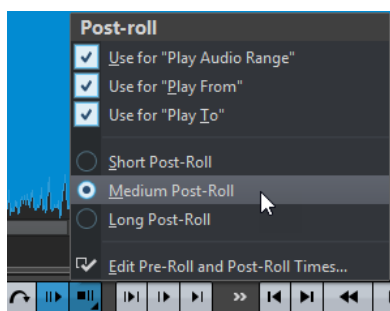 Post-roll
Use for "Play Audio Range"
Use for "Play From"
Use for "Play To"
Short Post-Roll
Medium Post-Roll
Long Post-Roll
Edit Pre-Roll and Post-Roll Times...